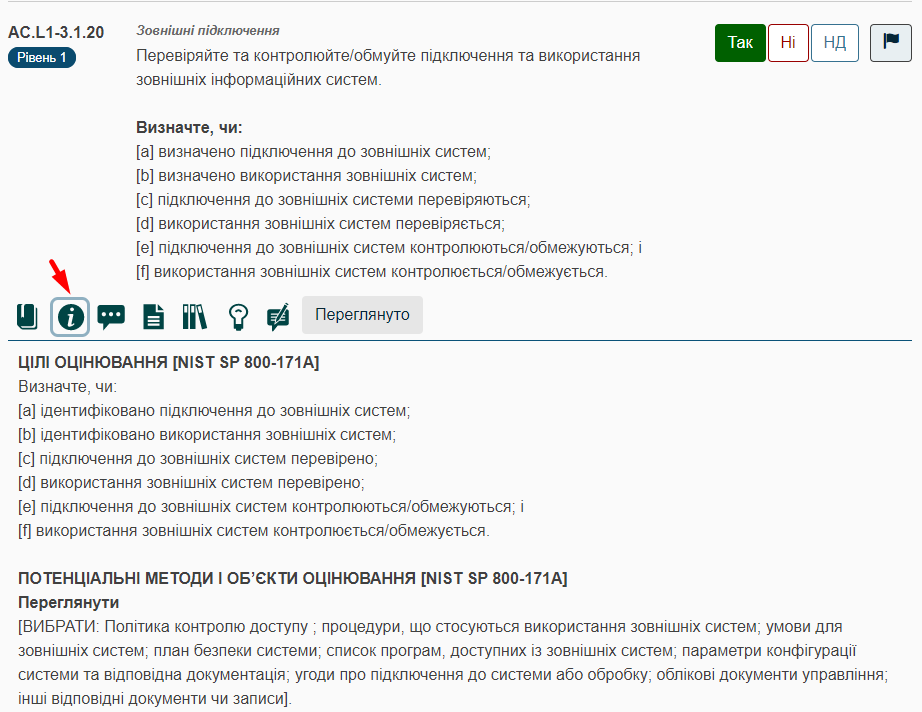 AC.L1-3.1.20
Рівень 1
Зовнішні підключення
Перевіряйте та контролюйте/обмуйте підключення та використання
зовнішніх інформаційних систем.
Так
Ні
НД
Визначте, чи:
[a] визначено підключення до зовнішніх систем;
[b] визначено використання зовнішніх систем;
[c] підключення до зовнішніх системи перевіряються;
[d] використання зовнішніх систем перевіряється;
[e] підключення до зовнішніх систем контролюються/обмежуються; і
[f] використання зовнішніх систем контролюється/обмежується.
Переглянуто
ЦІЛІ ОЦІНЮВАННЯ [NIST SP 800-171A]
Визначте, чи:
[a] ідентифіковано підключення до зовнішніх систем;
[b] ідентифіковано використання зовнішніх систем;
[c] підключення до зовнішніх систем перевірено;
[d] використання зовнішніх систем перевірено;
[e] підключення до зовнішніх систем контролюються/обмежуються; і
[f] використання зовнішніх систем контролюється/обмежується.
ПОТЕНЦІАЛЬНІ МЕТОДИ І ОБ’ЄКТИ ОЦІНЮВАННЯ [NIST SP 800-171A]
Переглянути
[ВИБРАТИ: Політика контролю доступу ; процедури, що стосуються використання зовнішніх систем; умови для
зовнішніх систем; план безпеки системи; список програм, доступних із зовнішніх систем; параметри конфігурації
системи та відповідна документація; угоди про підключення до системи або обробку; облікові документи управління;
інші відповідні документи чи записи].